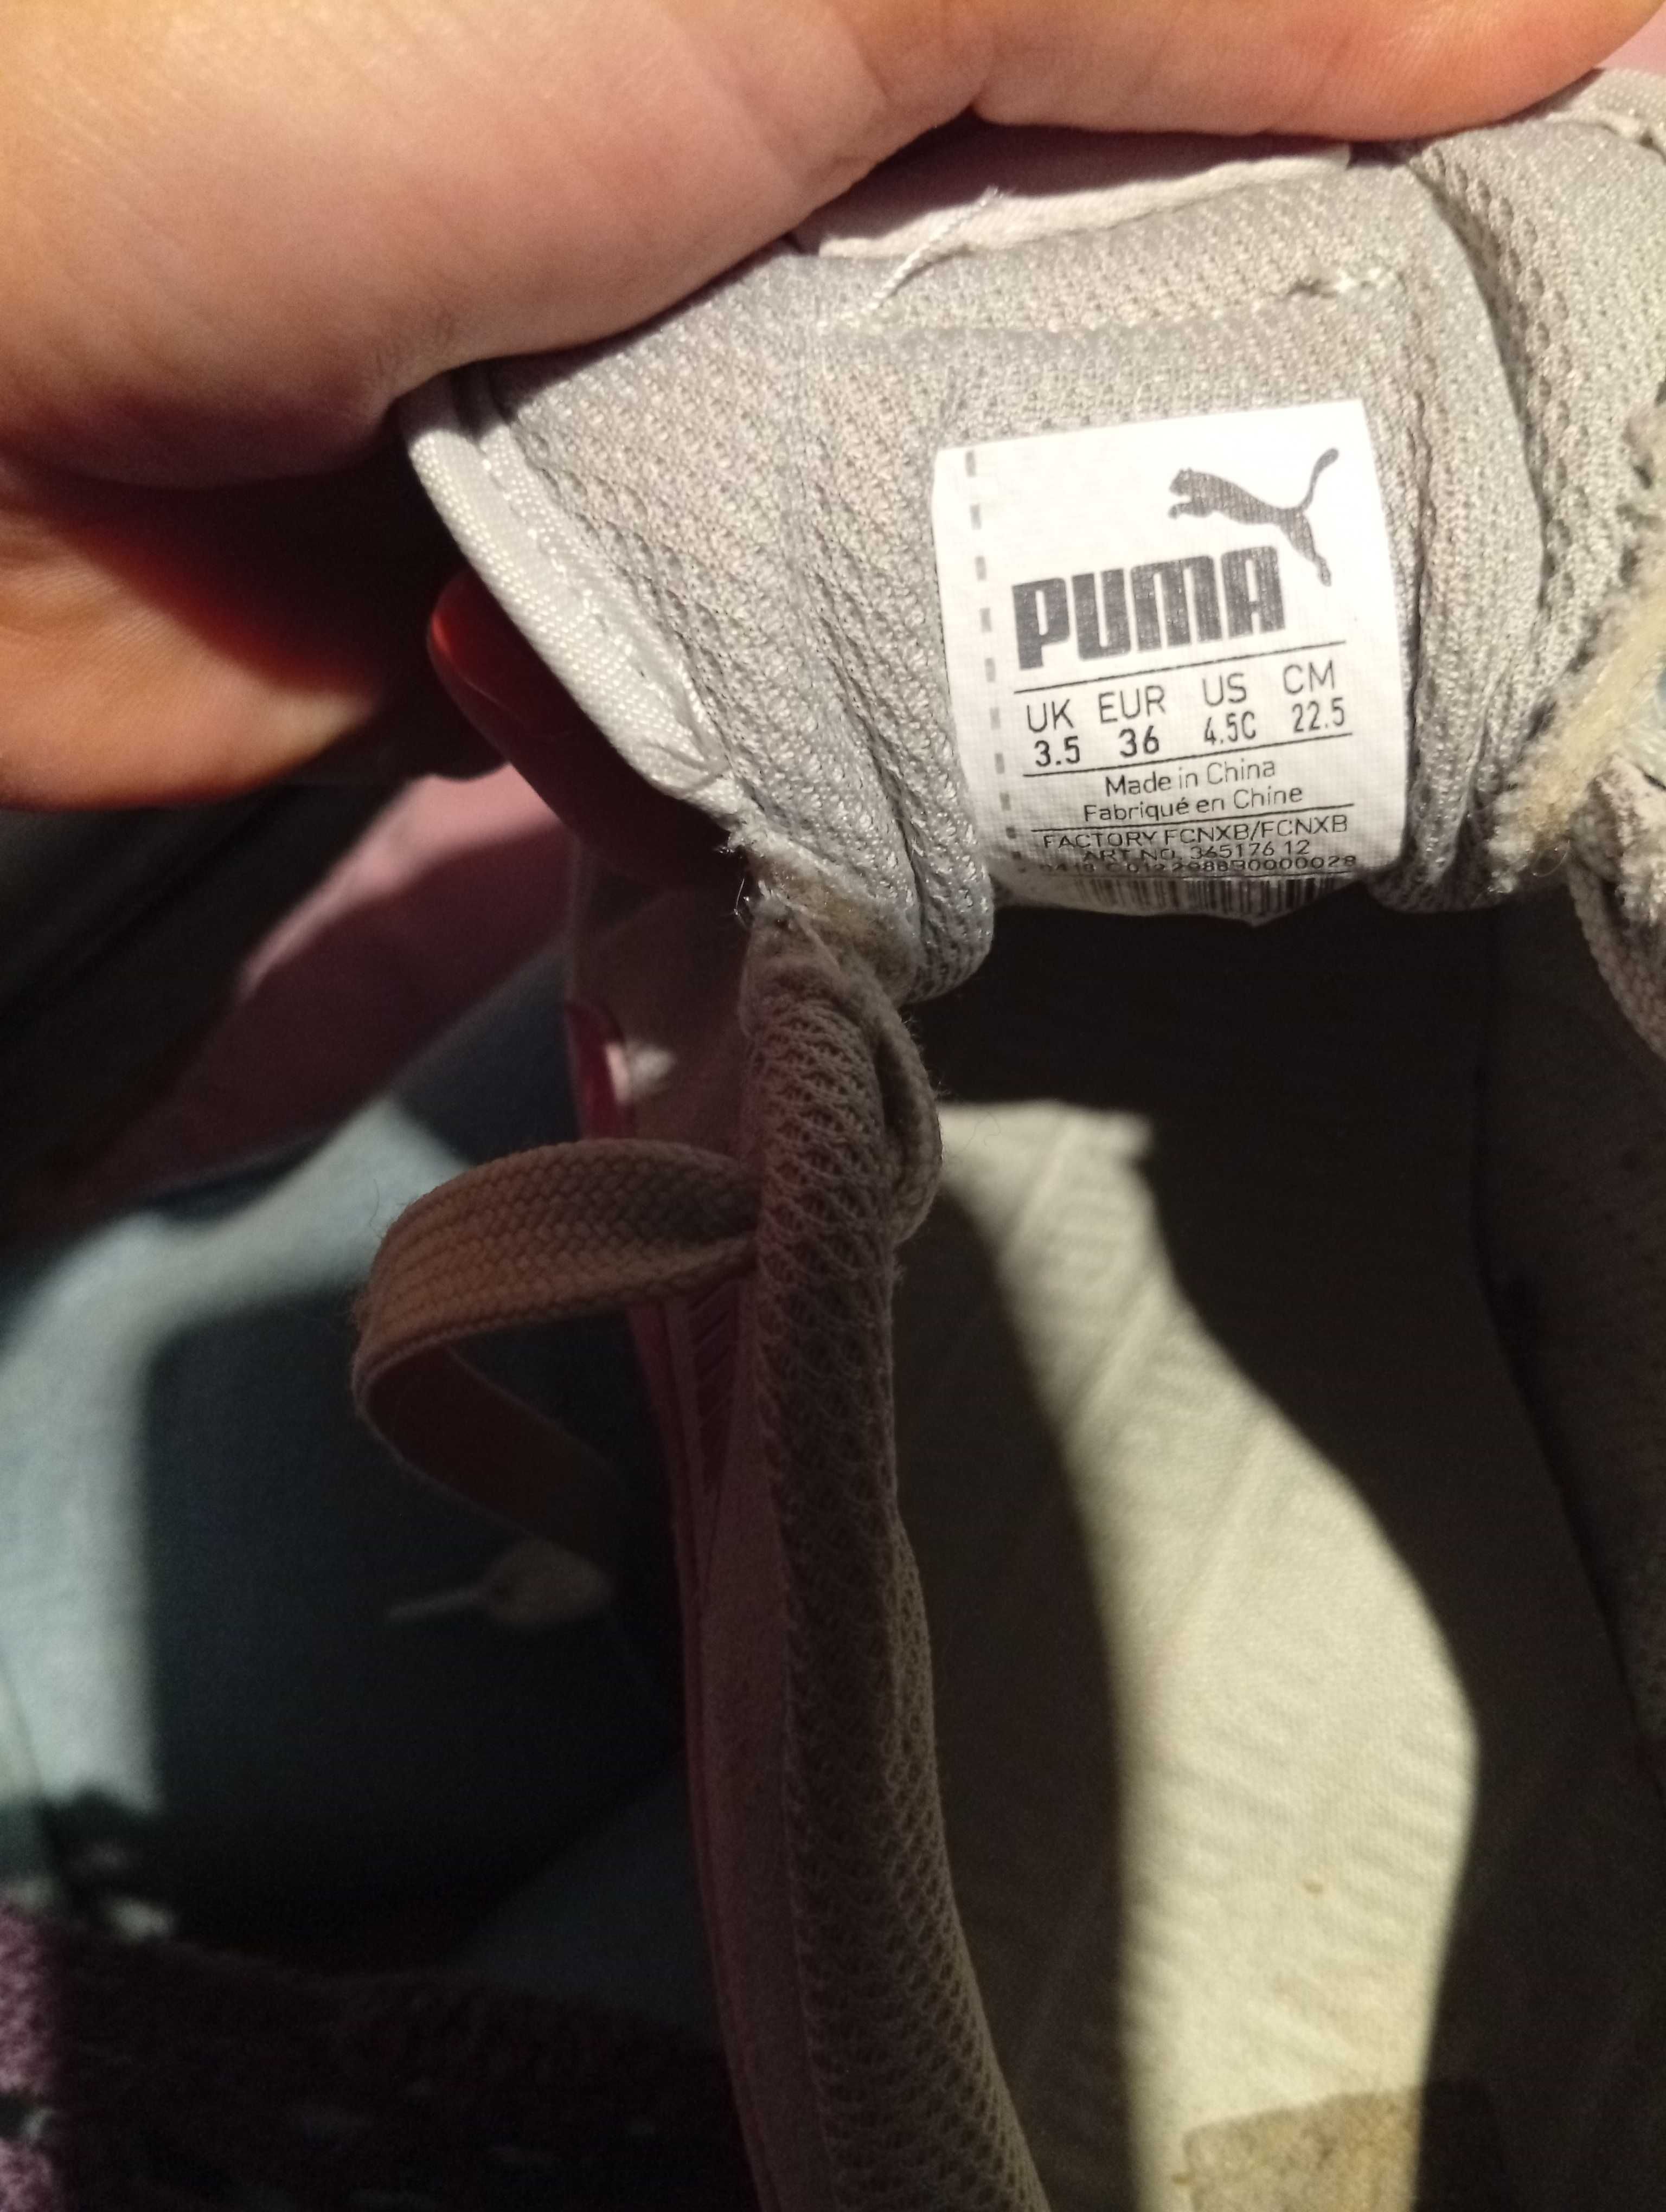 PUMA
UK EUR US CM
3.5 36 4.5C 22.5
Made in China
Fabriqué en Chine
FACTORY FCNXB/FCNXB
ART NO. 365176 12